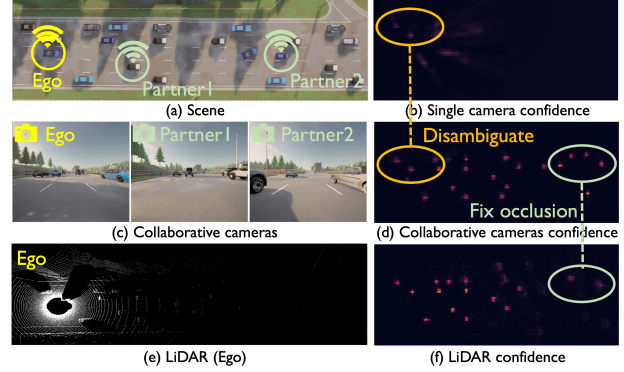 Ego
Partner1
Partner2
(a) Scene
(b) Single camera confidence
Ego
Partner1
Partner2
Disambiguate
Fix occlusion
(c) Collaborative cameras
(d) Collaborative cameras confidence
Ego
(e) LiDAR (Ego)
(f) LiDAR confidence